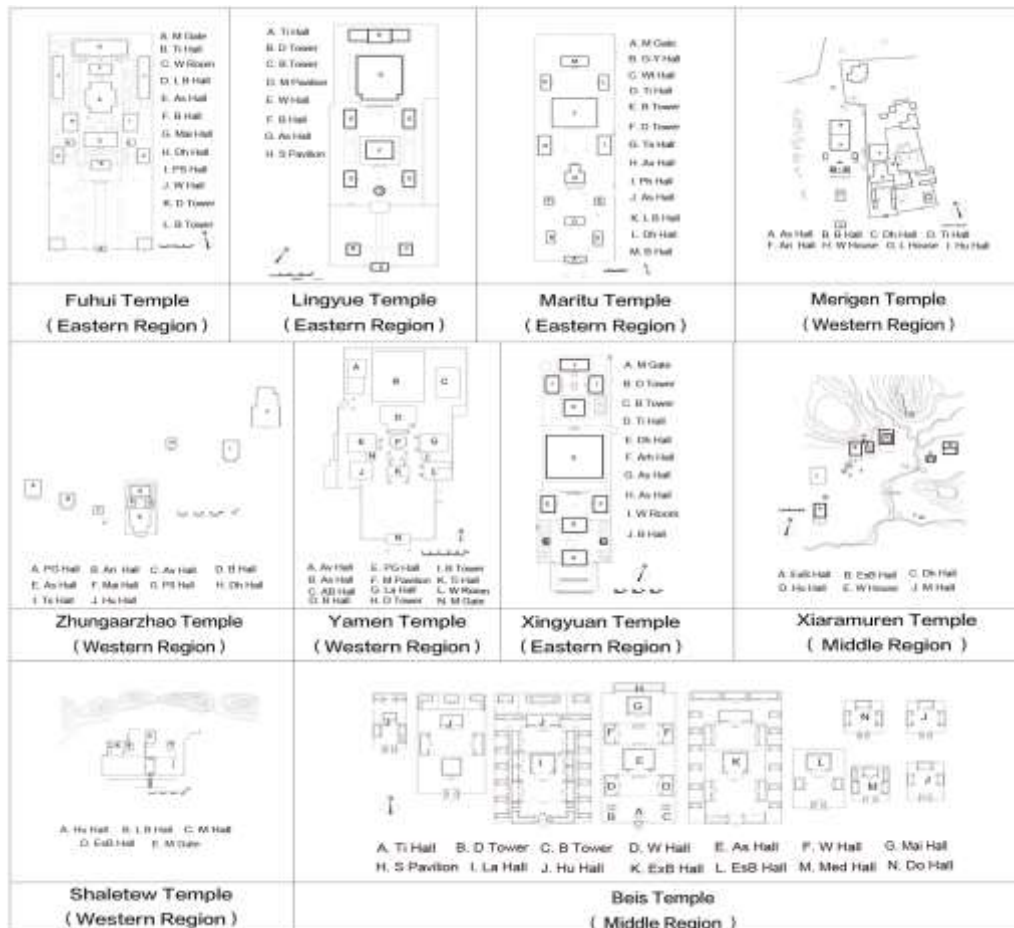 A. M Gate
B. Ti Hall
C. W Room
D. L B Hall
E. As Hall
F. B Hall
G. Mai Hall
H. Dh Hall
I. PS Hall
J. W Hall
K. D Tower
L. B Tower
Fuhui Temple
( Eastern Region )
A. Ti Hall
B. D Tower
C. B Tower
D. M Pavilion
E. W Hall
F. B Hall
G. As Hall
H. S Pavilion
Lingyue Temple
( Eastern Region )
A. M Gate
B. G-Y Hall
C. Wt Hall
D. Ti Hall
E. B Tower
F. D Tower
G. Ts Hall
H. As Hall
I. Ph Hall
J. As Hall
K. L B Hall
L. Dh Hall
M. B Hall
Maritu Temple
( Eastern Region )
A. As Hall B. B Hall C. Dh Hall D. Ti Hall
F. Ari Hall H. W House G. L House I. Hu Hall
Merigen Temple
( Western Region )
A. PG Hall B. Ari Hall C. Av Hall D. B Hall
E. As Hall F. Mai Hall G. PS Hall H. Dh Hall
I. Ts Hall J. Hu Hall
Zhungaarzhao Temple
( Western Region )
A
B
C
D
E
F
G
H
J
K
L
N
A. Av Hall E. PG Hall I. B Tower
B. As Hall F. M Pavilion K. Ti Hall
C. AB Hall G. La Hall L. W Room
D. B Hall H. D Tower N. M Gate
Yamen Temple
( Western Region )
A. M Gate
B. D Tower
C. B Tower
D. Ti Hall
E. Dh Hall
F. Arh Hall
G. As Hall
H. As Hall
I. W Room
J. B Hall
Xingyuan Temple
( Eastern Region )
A. ExB Hall B. EsB Hall C. Dh Hall
D. Hu Hall E. W House J. M Hall
Xiaramuren Temple
( Middle Region )
A. Hu Hall B. L B Hall C. M Hall
D. EsB Hall E. M Gate
Shaletew Temple
( Western Region )
H
G
J
J
N
J
F
F
I
E
K
L
D
D
M
J
B
A
C
A. Ti Hall B. D Tower C. B Tower D. W Hall E. As Hall F. W Hall G. Mai Hall
H. S Pavilion I. La Hall J. Hu Hall K. ExB Hall L. EsB Hall M. Med Hall N. Do Hall
Beis Temple
( Middle Region )